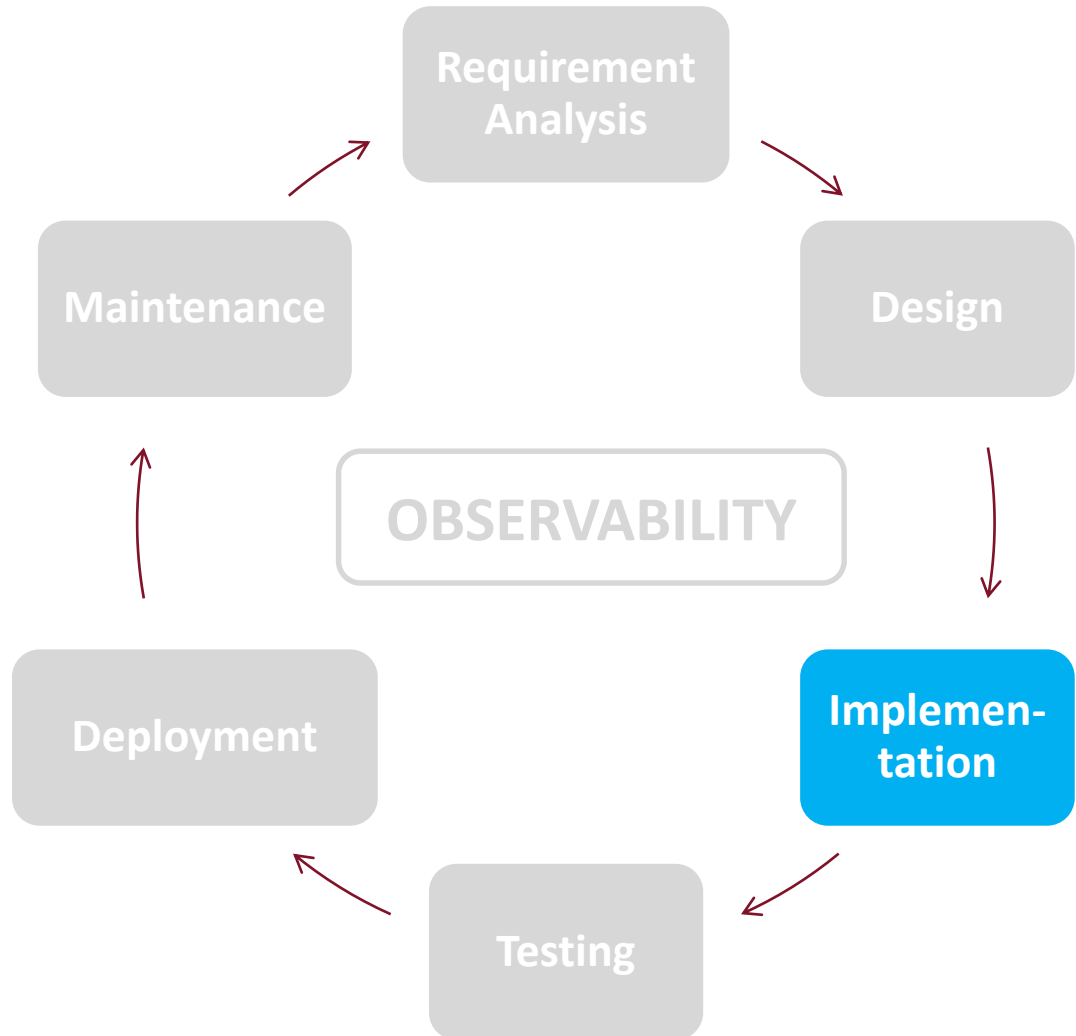 Requirement
Analysis
Maintenance
Design
OBSERVABILITY
Implemen-
tation
Deployment
Testing